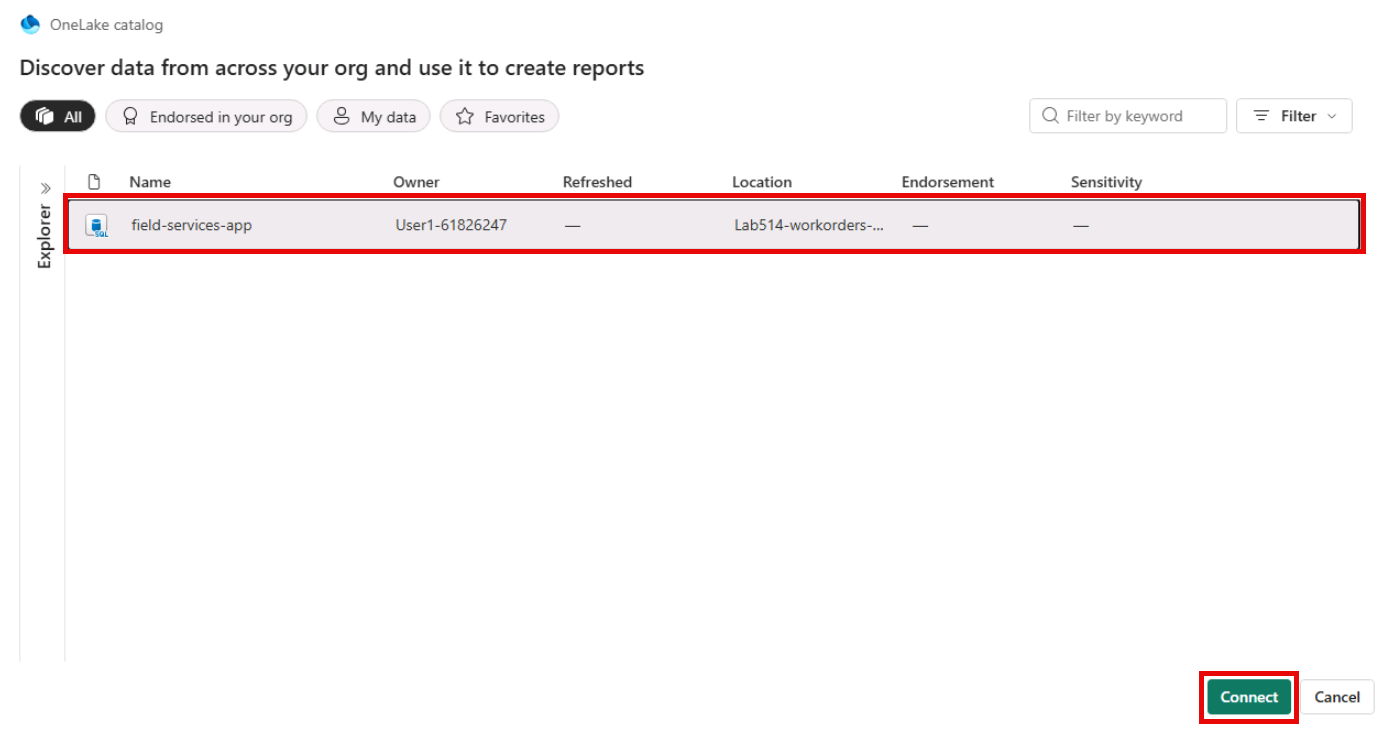 OneLake catalog
Discover data from across your org and use it to create reports
All Endorsed in your org My data Favorites Filter by keyword Filter
Name Owner Refreshed Location Endorsement Sensitivity
SQL field-services-app User1-61826247 — Lab514-workorders-... — —
Explorer
Connect Cancel